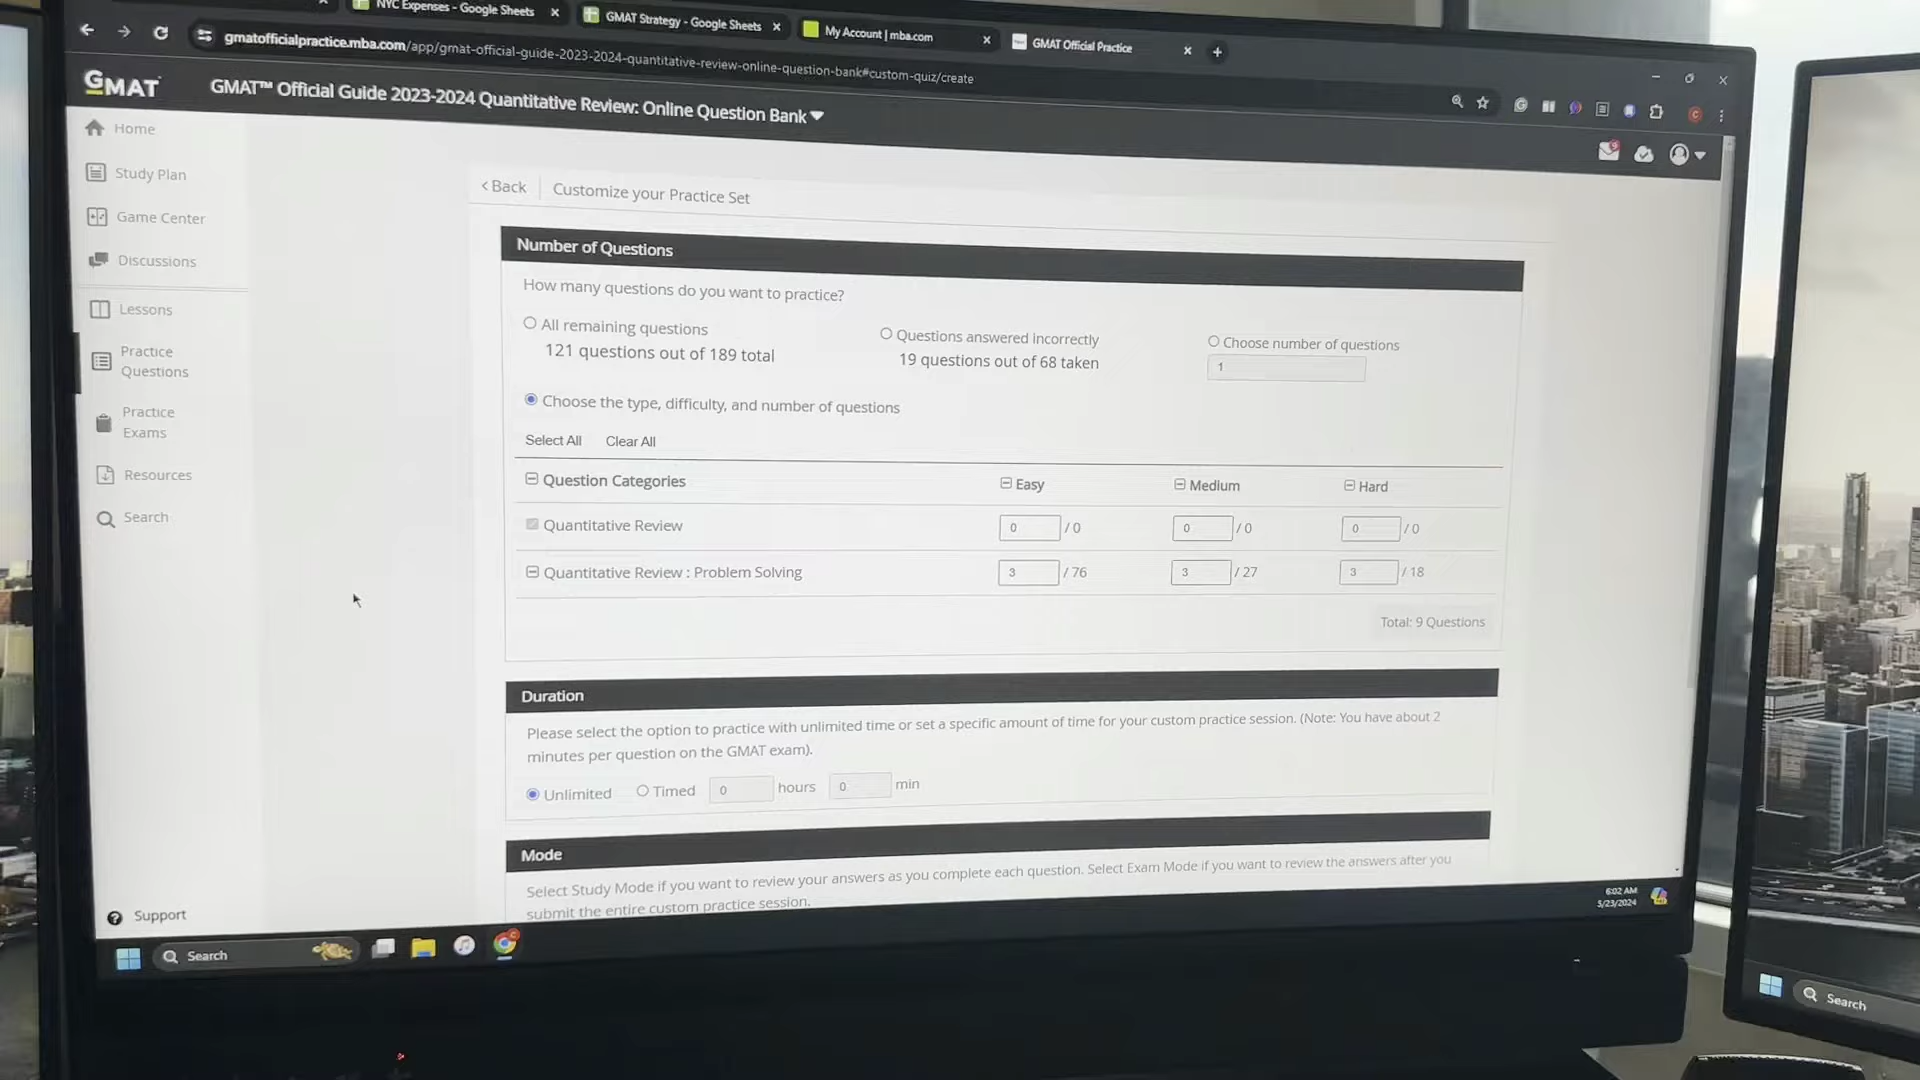 NYC Expenses - Google Sheets
GMAT Strategy - Google Sheets
My Account | mba.com
GMAT Official Practice
gmatofficialpractice.mba.com/app/gmat-official-guide-2023-2024-quantitative-review-online-question-bank#custom-quiz/create
GMAT
GMAT™ Official Guide 2023-2024 Quantitative Review: Online Question Bank
Home
Study Plan
Game Center
Discussions
Lessons
Practice
Questions
Practice
Exams
Resources
Search
Support
< Back
Customize your Practice Set
Number of Questions
How many questions do you want to practice?
All remaining questions
121 questions out of 189 total
Questions answered incorrectly
19 questions out of 68 taken
Choose number of questions
1
Choose the type, difficulty, and number of questions
Select All Clear All
Question Categories Easy Medium Hard
Quantitative Review 0 / 0 0 / 0 0 / 0
Quantitative Review : Problem Solving 3 / 76 3 / 27 3 / 18
Total: 9 Questions
Duration
Please select the option to practice with unlimited time or set a specific amount of time for your custom practice session. (Note: You have about 2
minutes per question on the GMAT exam).
Unlimited Timed 0 hours 0 min
Mode
Select Study Mode if you want to review your answers as you complete each question. Select Exam Mode if you want to review the answers after you
submit the entire custom practice session.
6:02 AM
5/23/2024
Search
Search